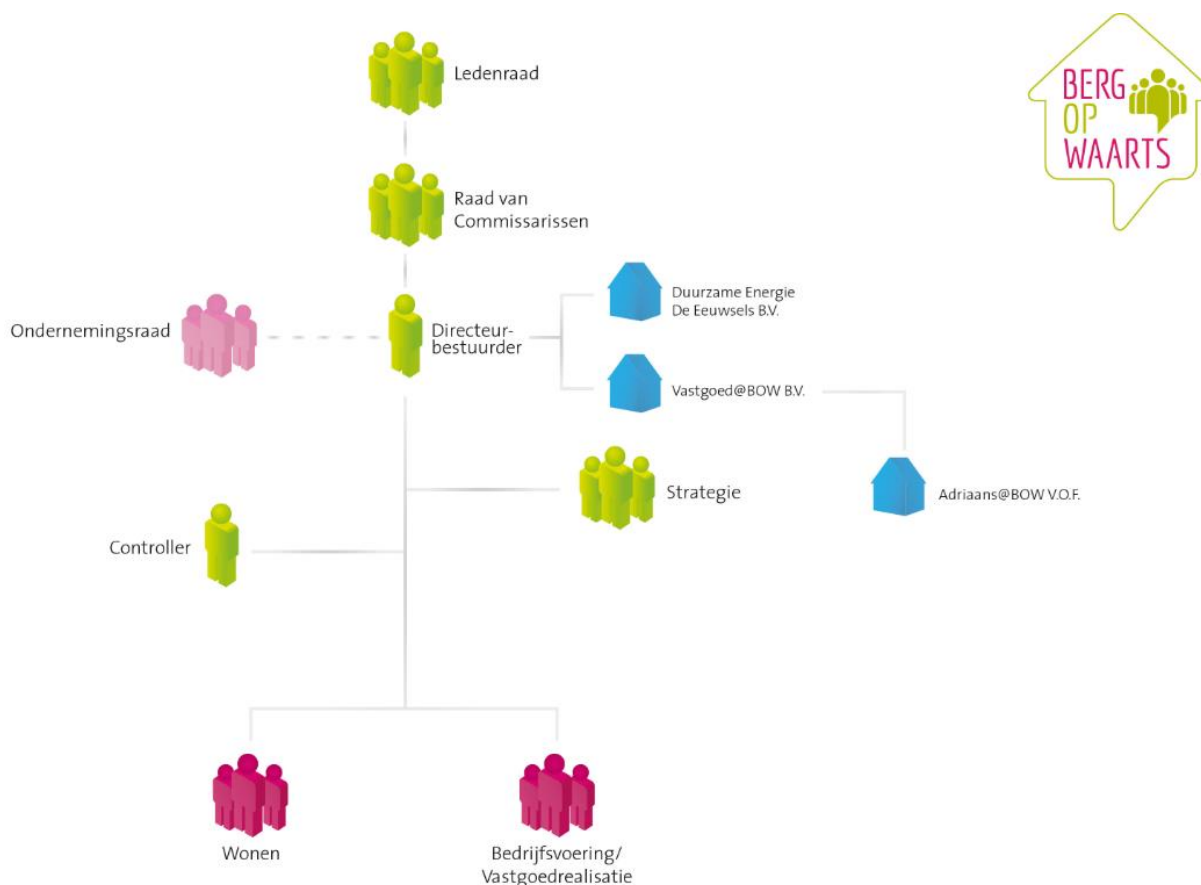 Ledenraad
BERG
OP
WAARTS
Raad van
Commissarissen
Duurzame Energie
De Eeuwsels B.V.
Ondernemingsraad
Directeur-
bestuurder
Vastgoed@BOW B.V.
Strategie
Adriaans@BOW V.O.F.
Controller
Wonen
Bedrijfsvoering/
Vastgoedrealisatie